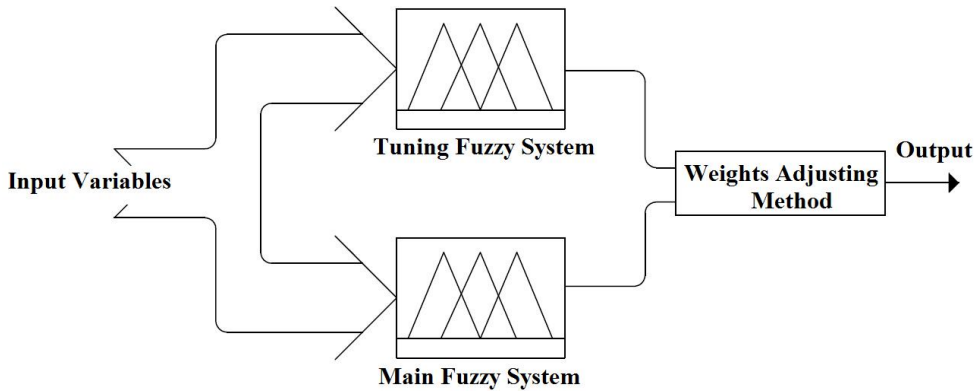 Tuning Fuzzy System
Input Variables
Weights Adjusting
Method
Output
Main Fuzzy System